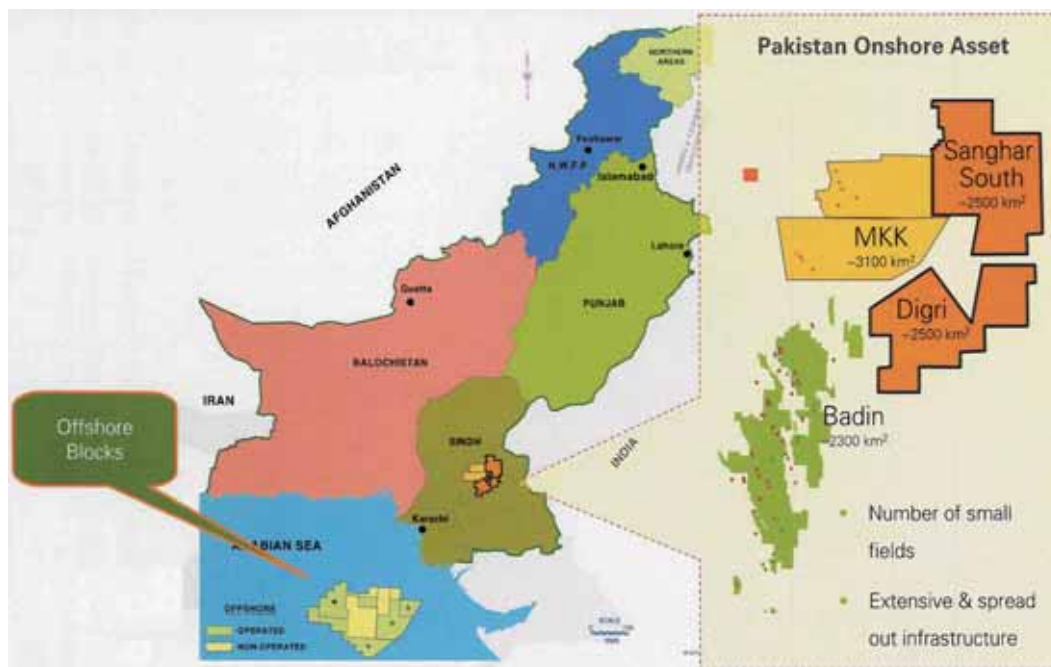 NORTHERN
AREAS
Peshawar
N.W.F.P
Islamabad
AFGHANISTAN
Lahore
Quetta
PUNJAB
BALOCHISTAN
IRAN
Offshore
Blocks
SINDH
INDIA
Karachi
ARABIAN SEA
OFFSHORE
OPERATED
NON-OPERATED
SCALE
Pakistan Onshore Asset
Sanghar
South
~2500 km²
MKK
~3100 km²
Digri
~2500 km²
Badin
~2300 km²
Number of small
fields
Extensive & spread
out infrastructure